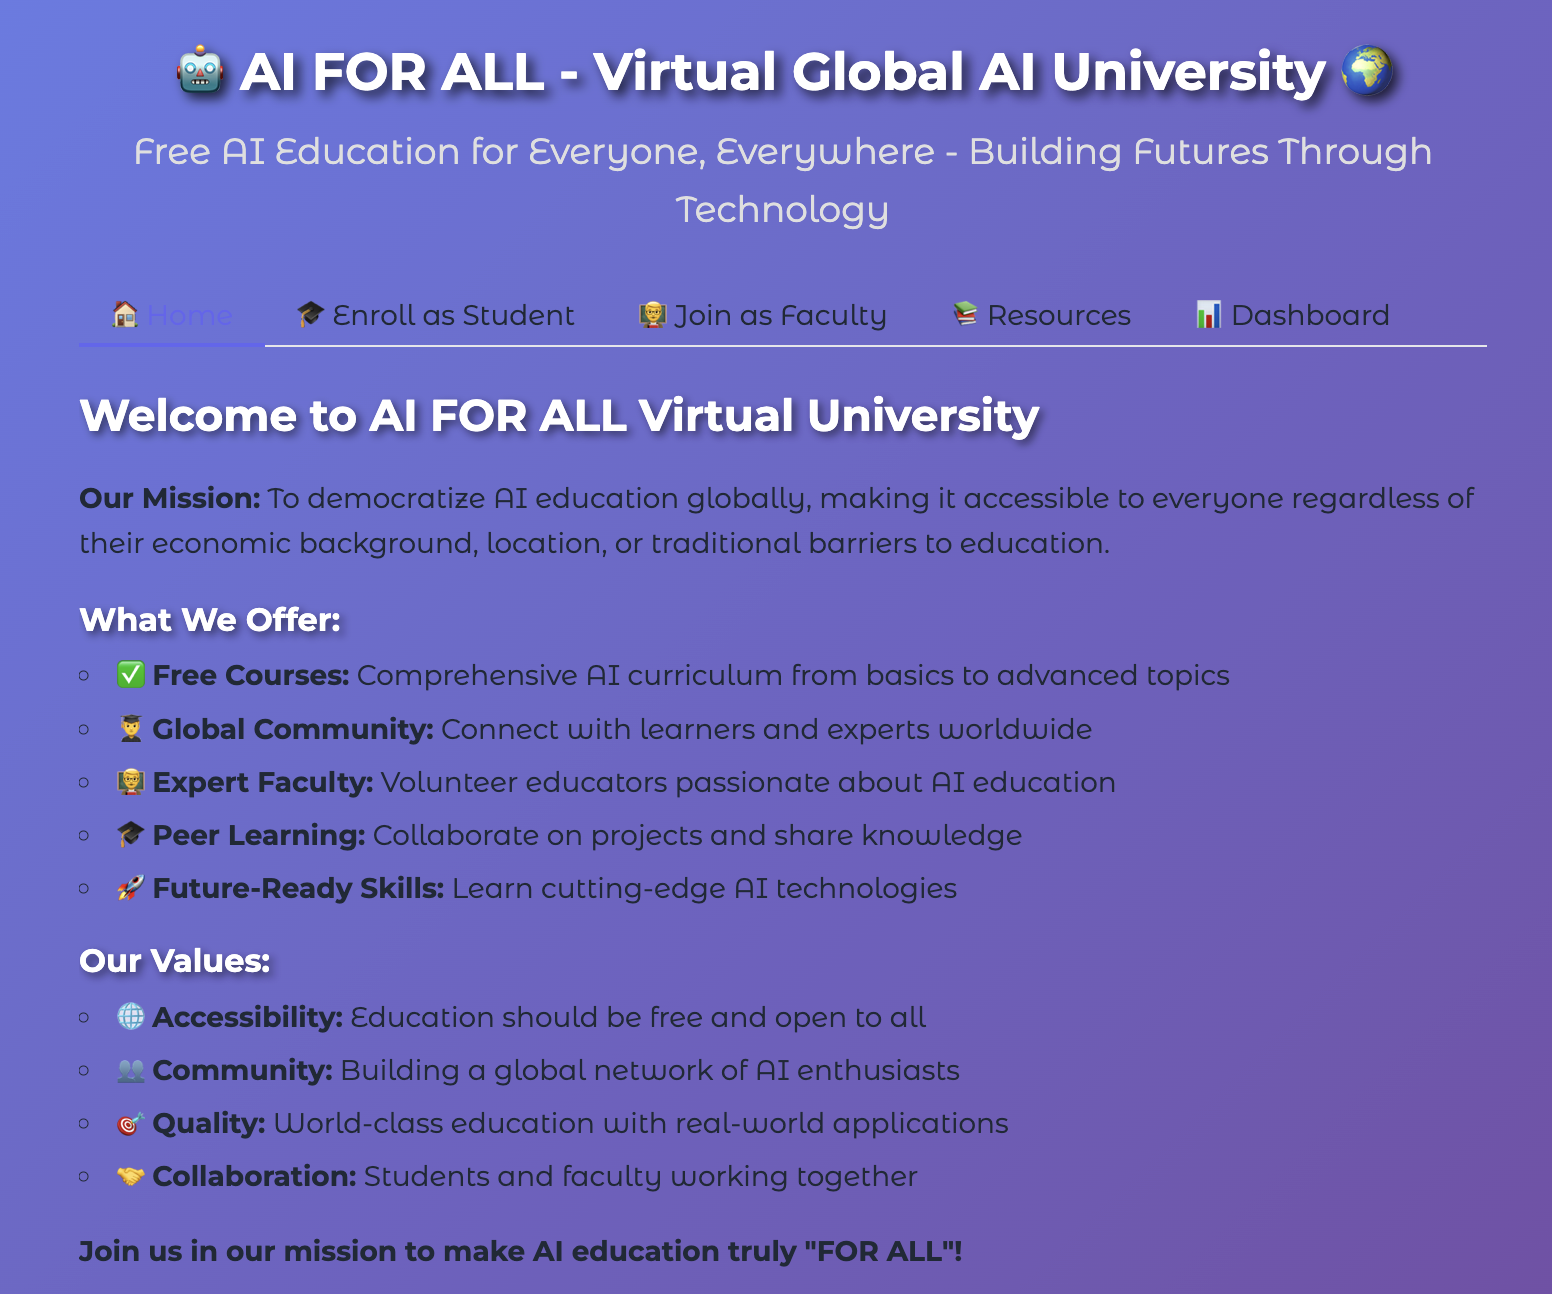 🤖 AI FOR ALL - Virtual Global AI University 🌍
Free AI Education for Everyone, Everywhere - Building Futures Through
Technology
🏠 Home 🎓 Enroll as Student 👨‍🏫 Join as Faculty 📚 Resources 📊 Dashboard
Welcome to AI FOR ALL Virtual University
Our Mission: To democratize AI education globally, making it accessible to everyone regardless of
their economic background, location, or traditional barriers to education.
What We Offer:
◦ ✅ Free Courses: Comprehensive AI curriculum from basics to advanced topics
◦ 👨‍🎓 Global Community: Connect with learners and experts worldwide
◦ 👨‍🏫 Expert Faculty: Volunteer educators passionate about AI education
◦ 🎓 Peer Learning: Collaborate on projects and share knowledge
◦ 🚀 Future-Ready Skills: Learn cutting-edge AI technologies
Our Values:
◦ 🌐 Accessibility: Education should be free and open to all
◦ 👥 Community: Building a global network of AI enthusiasts
◦ 🎯 Quality: World-class education with real-world applications
◦ 🤝 Collaboration: Students and faculty working together
Join us in our mission to make AI education truly "FOR ALL"!